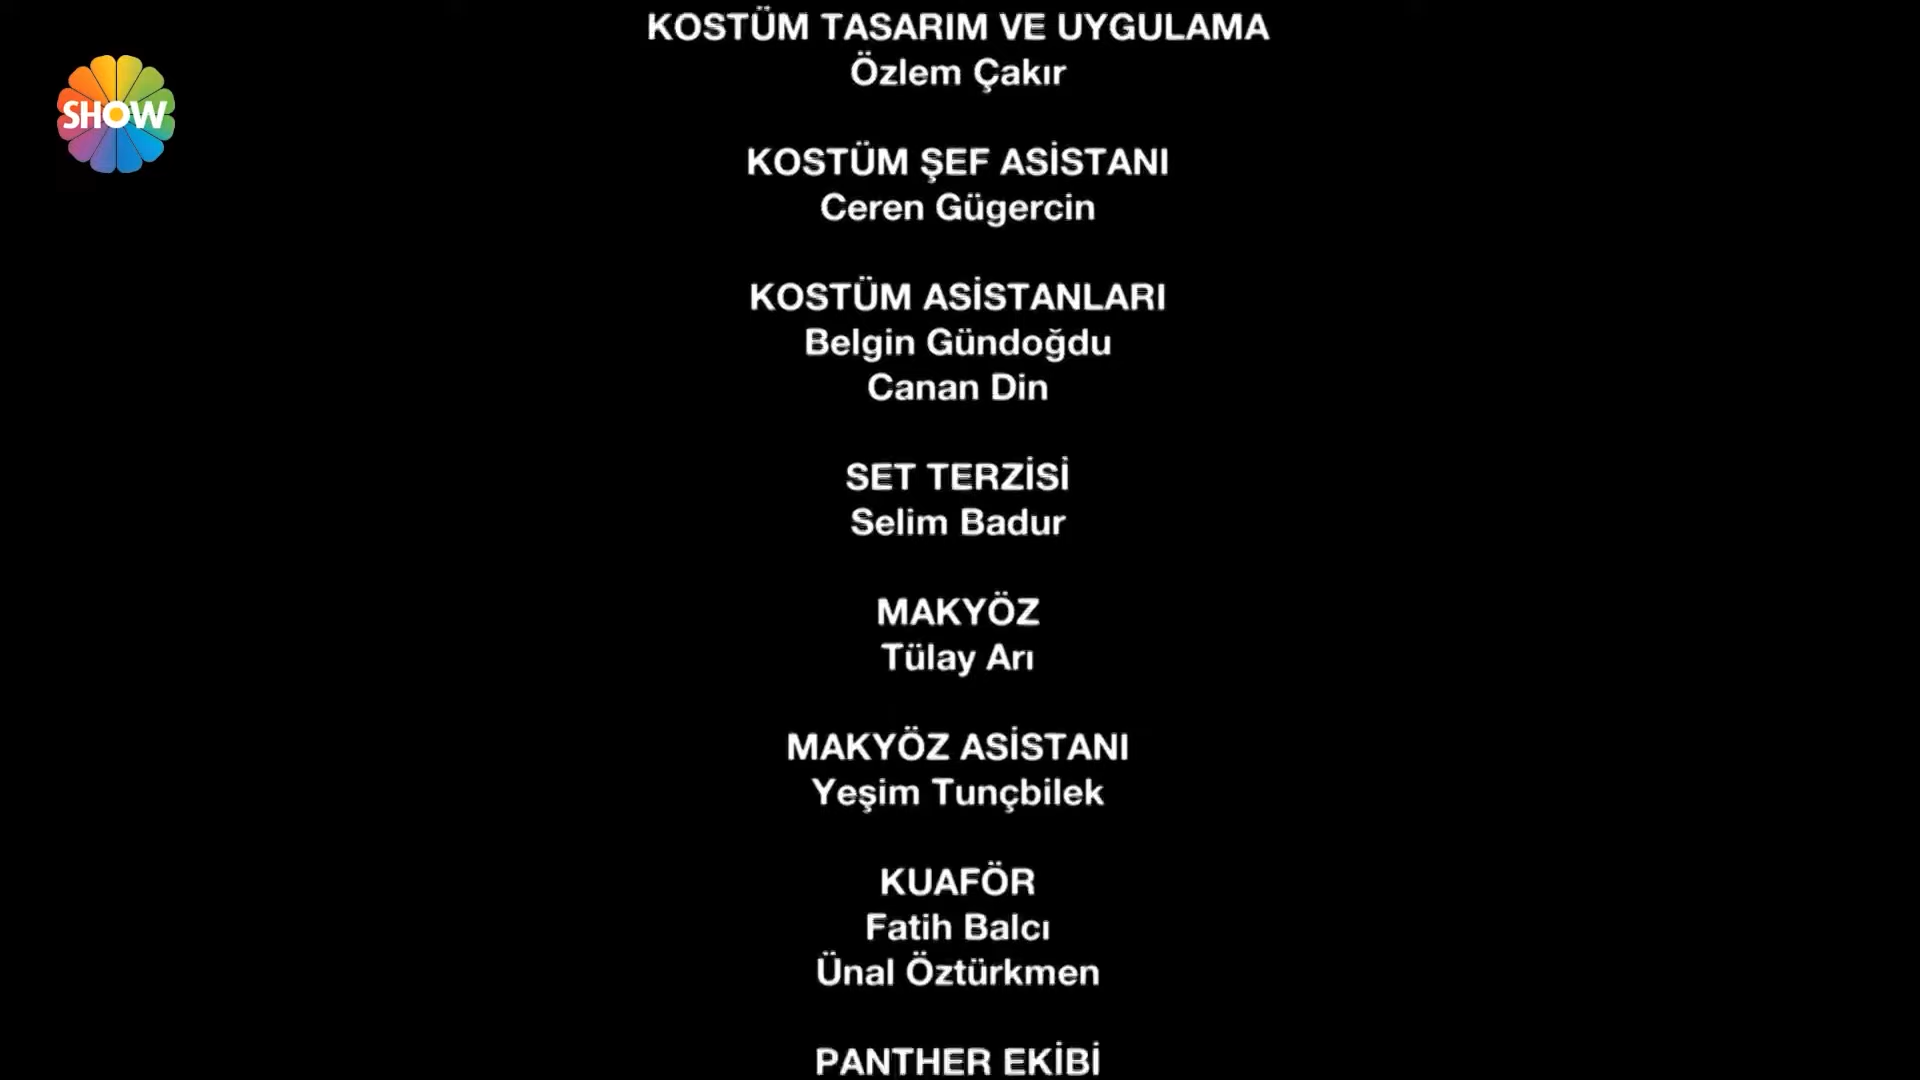 KOSTÜM TASARIM VE UYGULAMA
Özlem Çakır
SHOW
KOSTÜM ŞEF ASİSTANI
Ceren Gügercin
KOSTÜM ASİSTANLARI
Belgin Gündoğdu
Canan Din
SET TERZİSİ
Selim Badur
MAKYÖZ
Tülay Arı
MAKYÖZ ASİSTANI
Yeşim Tunçbilek
KUAFÖR
Fatih Balcı
Ünal Öztürkmen
PANTHER EKİBİ